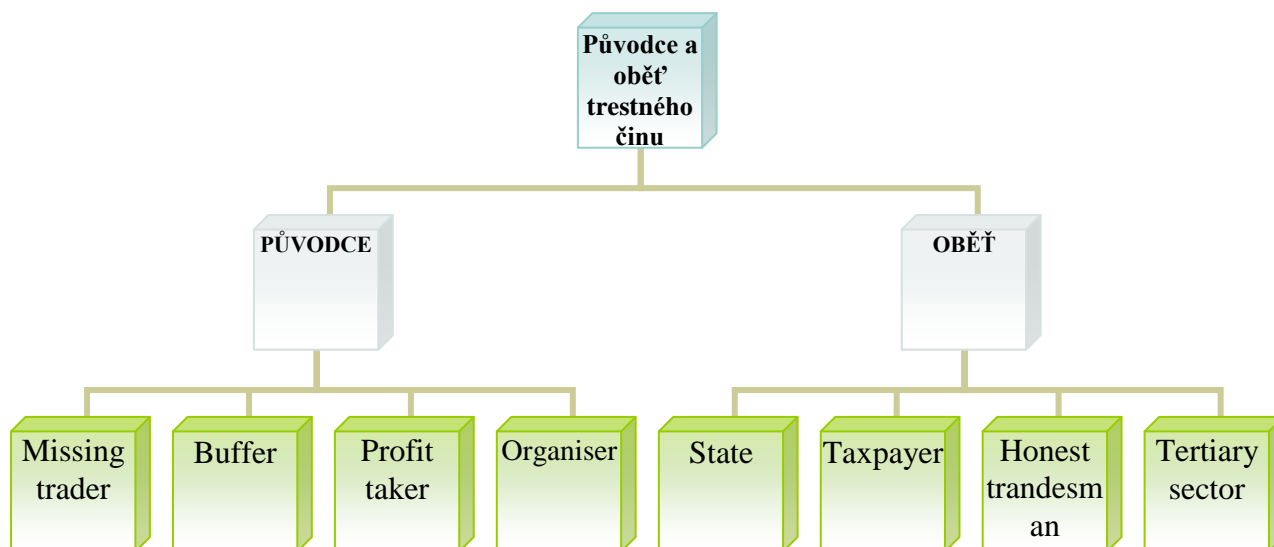 Původce a
oběť
trestného
činu
PŮVODCE
OBĚŤ
Missing
trader
Buffer
Profit
taker
Organiser
State
Taxpayer
Honest
trandesm
an
Tertiary
sector